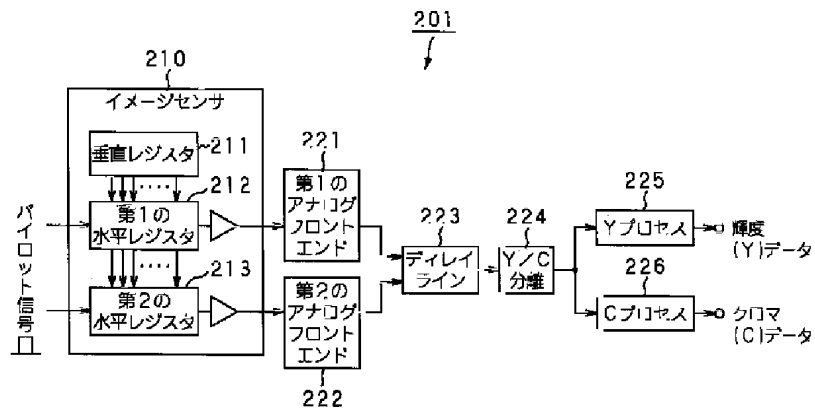 201
210
イメージセンサ
垂直レジスタ
211
212
第1の
水平レジスタ
213
第2の
水平レジスタ
パイロット信号
221
第1の
アナログ
フロント
エンド
第2の
アナログ
フロント
エンド
222
223
ディレイ
ライン
224
Y/C
分離
225
Yプロセス
輝度
(Y)データ
226
Cプロセス
クロマ
(C)データ